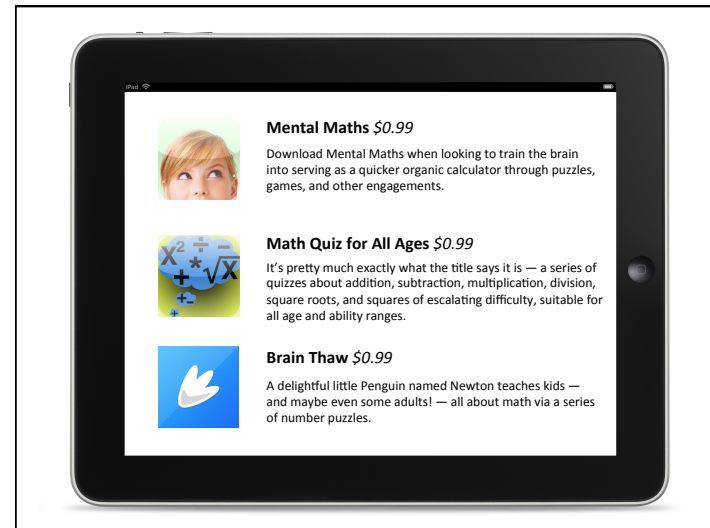 iPad
Mental Maths $0.99
Download Mental Maths when looking to train the brain
into serving as a quicker organic calculator through puzzles,
games, and other engagements.
X² ÷ −
+ * √X
+−
+
Math Quiz for All Ages $0.99
It's pretty much exactly what the title says it is — a series of
quizzes about addition, subtraction, multiplication, division,
square roots, and squares of escalating difficulty, suitable for
all age and ability ranges.
Brain Thaw $0.99
A delightful little Penguin named Newton teaches kids —
and maybe even some adults! — all about math via a series
of number puzzles.